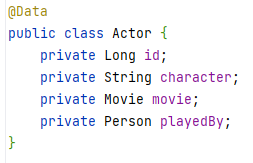 @Data
public class Actor {
    private Long id;
    private String character;
    private Movie movie;
    private Person playedBy;
}